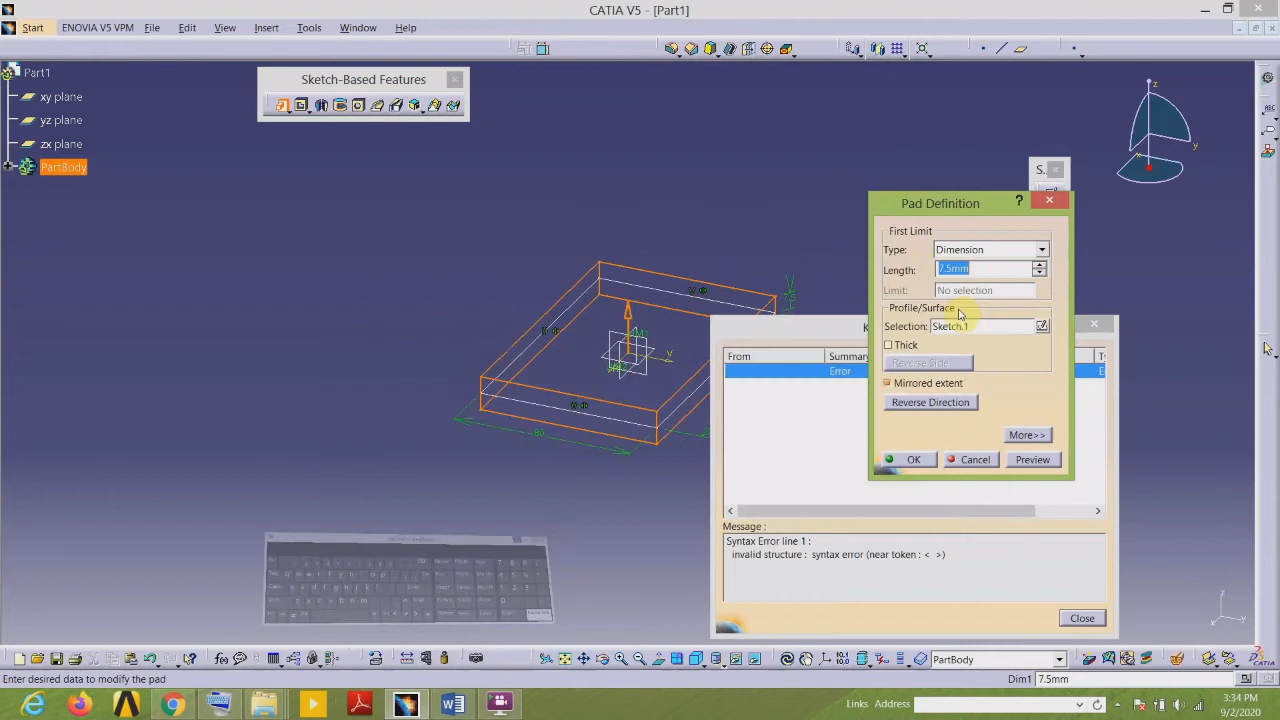 CATIA V5 - [Part1]
Start ENOVIA V5 VPM File Edit View Insert Tools Window Help
Part1
xy plane
yz plane
zx plane
PartBody
Sketch-Based Features
z
y
x
S..
Pad Definition ?
First Limit
Type: Dimension
Length: 7.5mm
Limit: No selection
Profile/Surface
Selection: Sketch.1
Thick
Reverse Side
Mirrored extent
Reverse Direction
More>>
OK Cancel Preview
From Summary
Error
Message :
Syntax Error line 1 :
invalid structure : syntax error (near token : < >)
Close
80
PartBody
Enter desired data to modify the pad
Dim1 7.5mm
Links Address
3:34 PM
9/2/2020